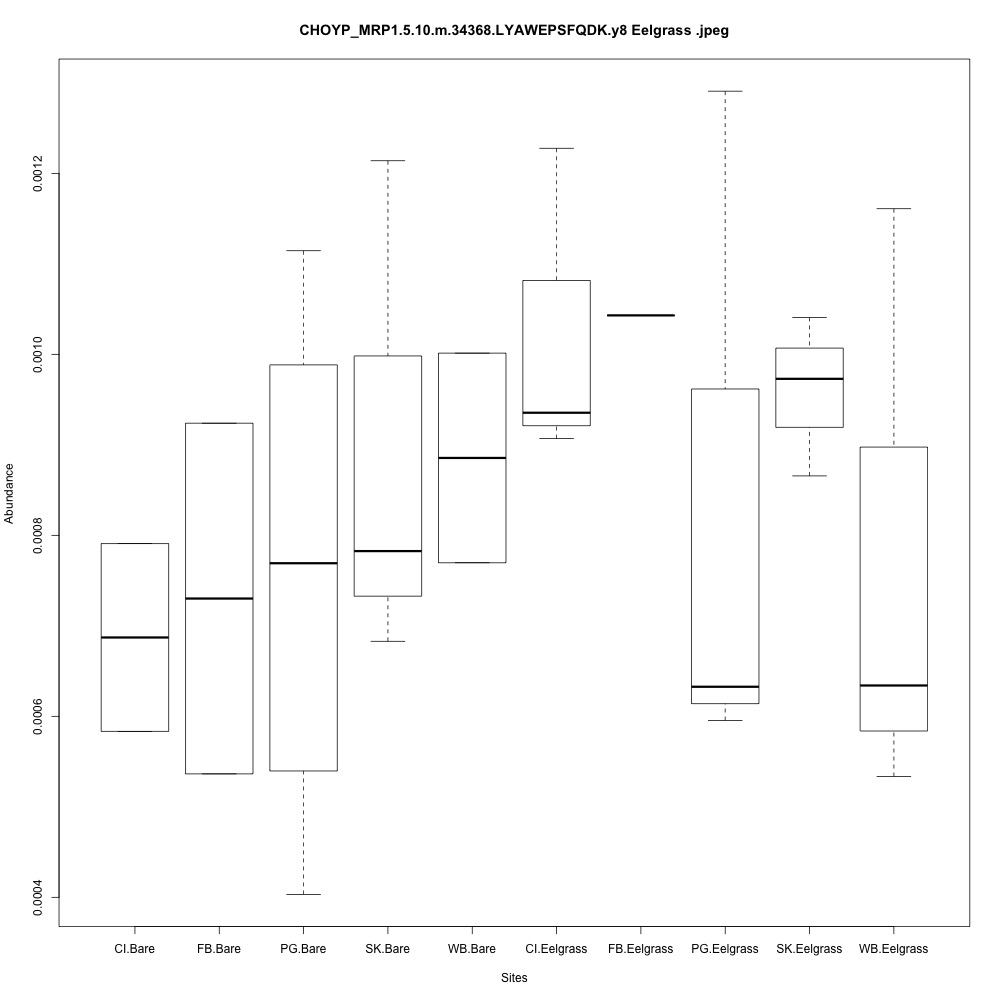 CHOYP_MRP1.5.10.m.34368.LYAWEPSFQDK.y8 Eelgrass .jpeg
0.0012
0.0010
0.0008
0.0006
0.0004
Abundance
CI.Bare FB.Bare PG.Bare SK.Bare WB.Bare CI.Eelgrass FB.Eelgrass PG.Eelgrass SK.Eelgrass WB.Eelgrass
Sites